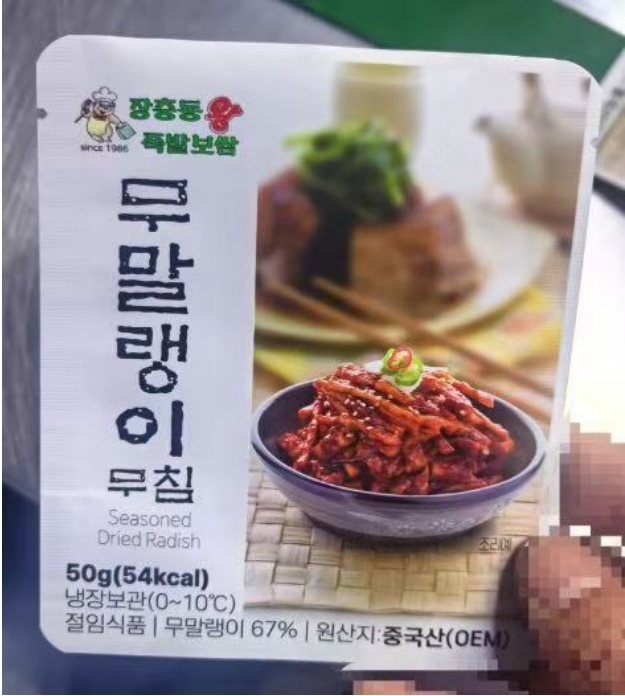 장충동왕
족발보쌈
since 1986
무말랭이
무침
Seasoned
Dried Radish
50g(54kcal)
냉장보관(0~10℃)
절임식품 | 무말랭이 67% | 원산지:중국산(OEM)
조리예